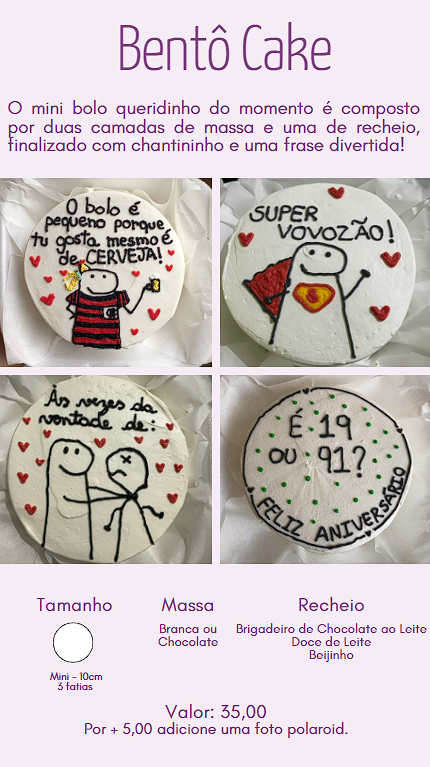 Bentô Cake
O mini bolo queridinho do momento é composto
por duas camadas de massa e uma de recheio,
finalizado com chantininho e uma frase divertida!
O bolo é
pequeno porque
tu gosta mesmo é
de CERVEJA!
SUPER
VOVOZÃO!
Às vezes da
vontade de:
É 19
OU 91?
FELIZ ANIVERSÁRIO
Tamanho
Mini - 10cm
3 fatias
Massa
Branca ou
Chocolate
Recheio
Brigadeiro de Chocolate ao Leite
Doce de Leite
Beijinho
Valor: 35,00
Por + 5,00 adicione uma foto polaroid.